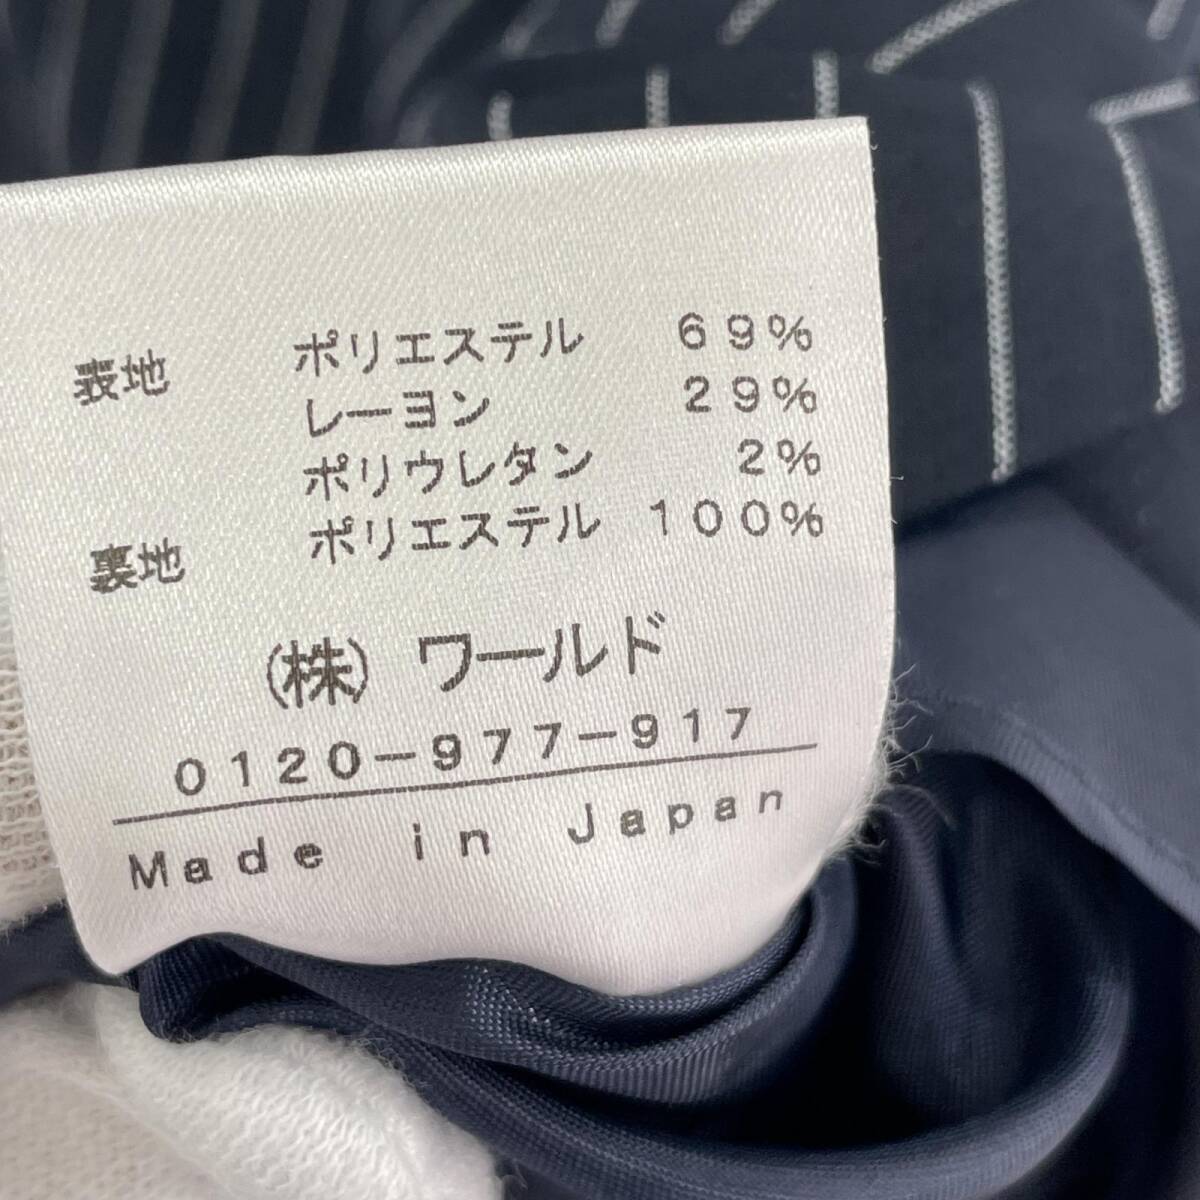 表地 ポリエステル 69%
レーヨン 29%
ポリウレタン 2%
裏地 ポリエステル 100%
(株) ワールド
0120-977-917
Made in Japan